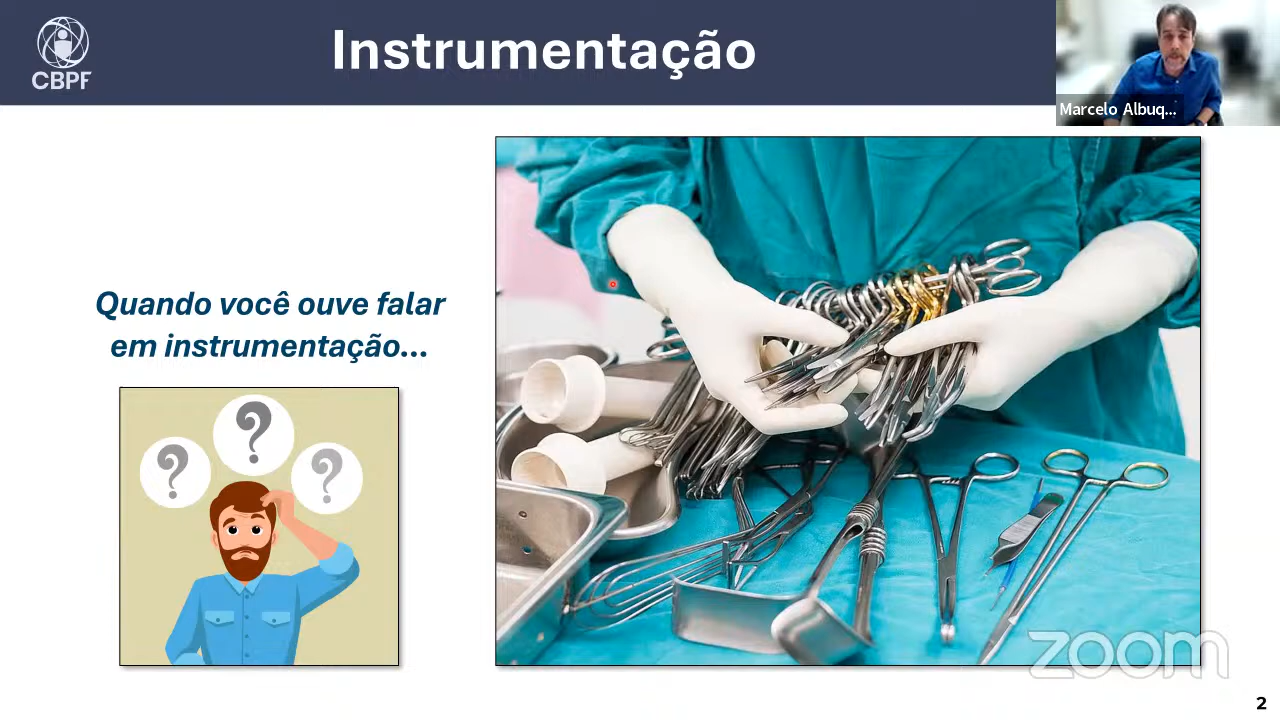 Instrumentação
CBPF
Marcelo Albuq...
Quando você ouve falar
em instrumentação...
?
?
?
zoom
2